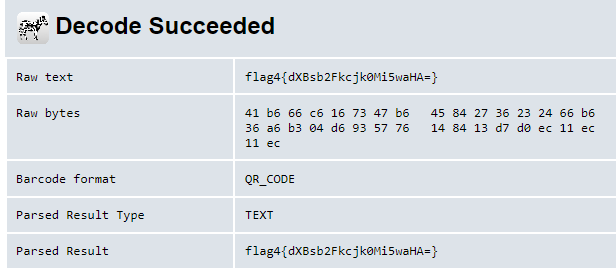 Decode Succeeded
Raw text flag4{dXBsb2Fkcjk0Mi5waHA=}
Raw bytes 41 b6 66 c6 16 73 47 b6 45 84 27 36 23 24 66 b6
36 a6 b3 04 d6 93 57 76 14 84 13 d7 d0 ec 11 ec
11 ec
Barcode format QR_CODE
Parsed Result Type TEXT
Parsed Result flag4{dXBsb2Fkcjk0Mi5waHA=}